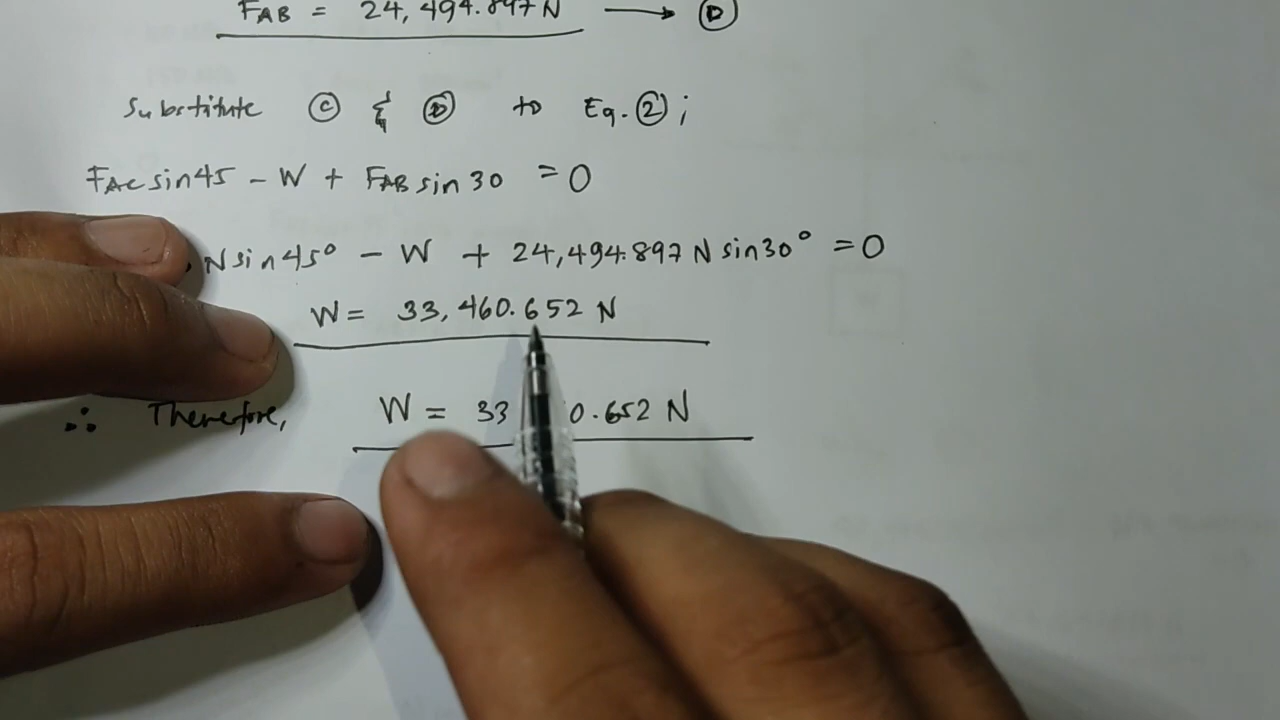 FAB = 24,494.897 N → Ⓓ
Substitute Ⓒ & Ⓓ to Eq. ②;
FAC sin45 - W + FAB sin 30 = 0
N sin 45° - W + 24,494.897 N sin 30° = 0
W = 33,460.652 N
∴ Therefore, W = 33 0.652 N